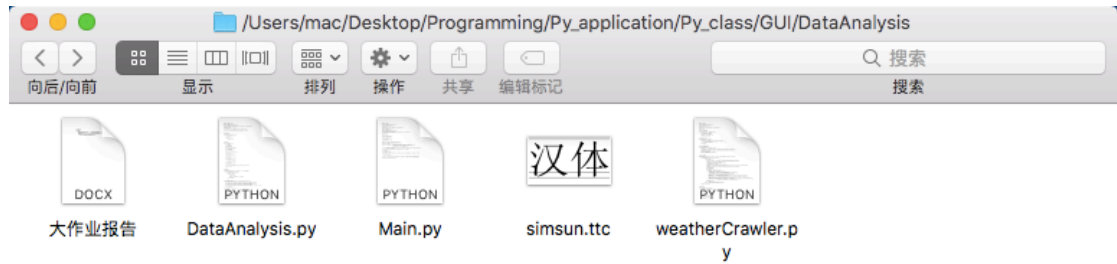 /Users/mac/Desktop/Programming/Py_application/Py_class/GUI/DataAnalysis
搜索
向后/向前 显示 排列 操作 共享 编辑标记 搜索
DOCX PYTHON PYTHON 汉体 PYTHON
大作业报告 DataAnalysis.py Main.py simsun.ttc weatherCrawler.p
y